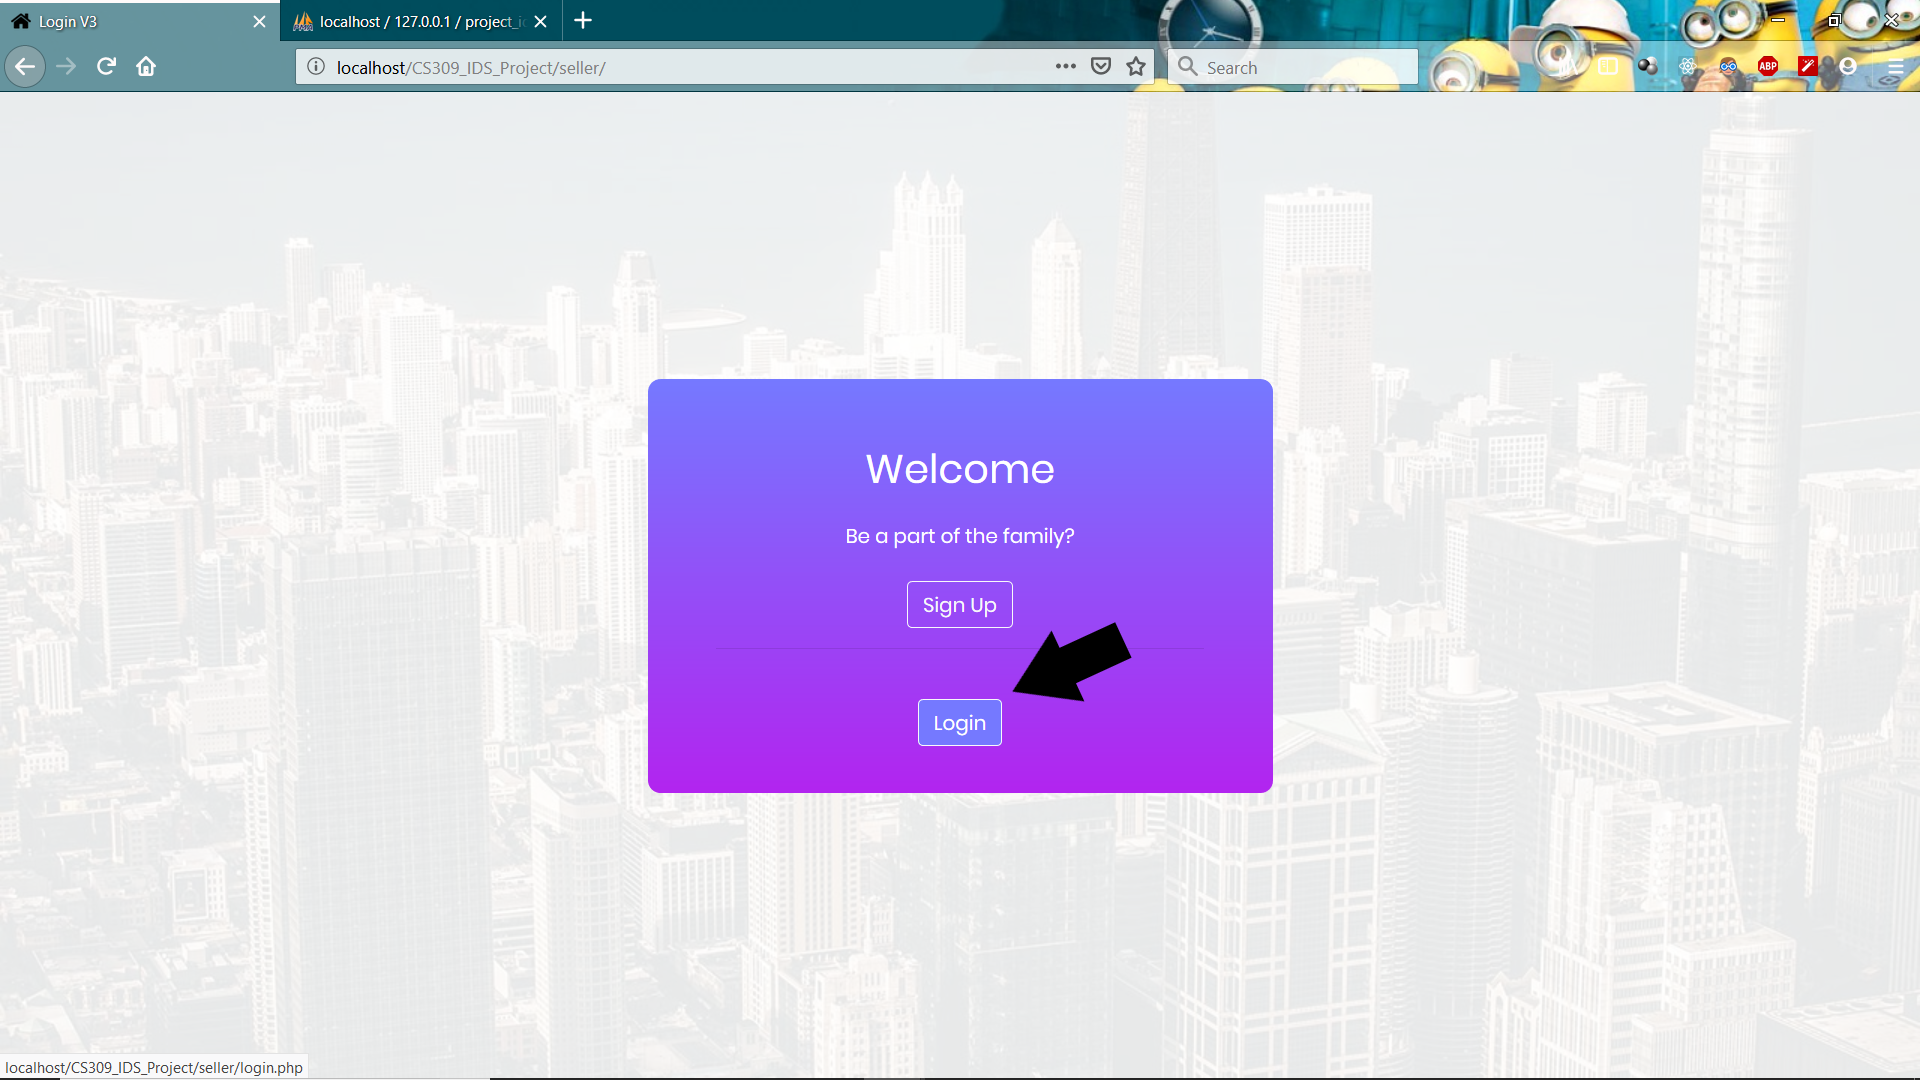 Login V3
localhost / 127.0.0.1 / project_i
localhost/CS309_IDS_Project/seller/
Search
ABP
Welcome
Be a part of the family?
Sign Up
Login
localhost/CS309_IDS_Project/seller/login.php